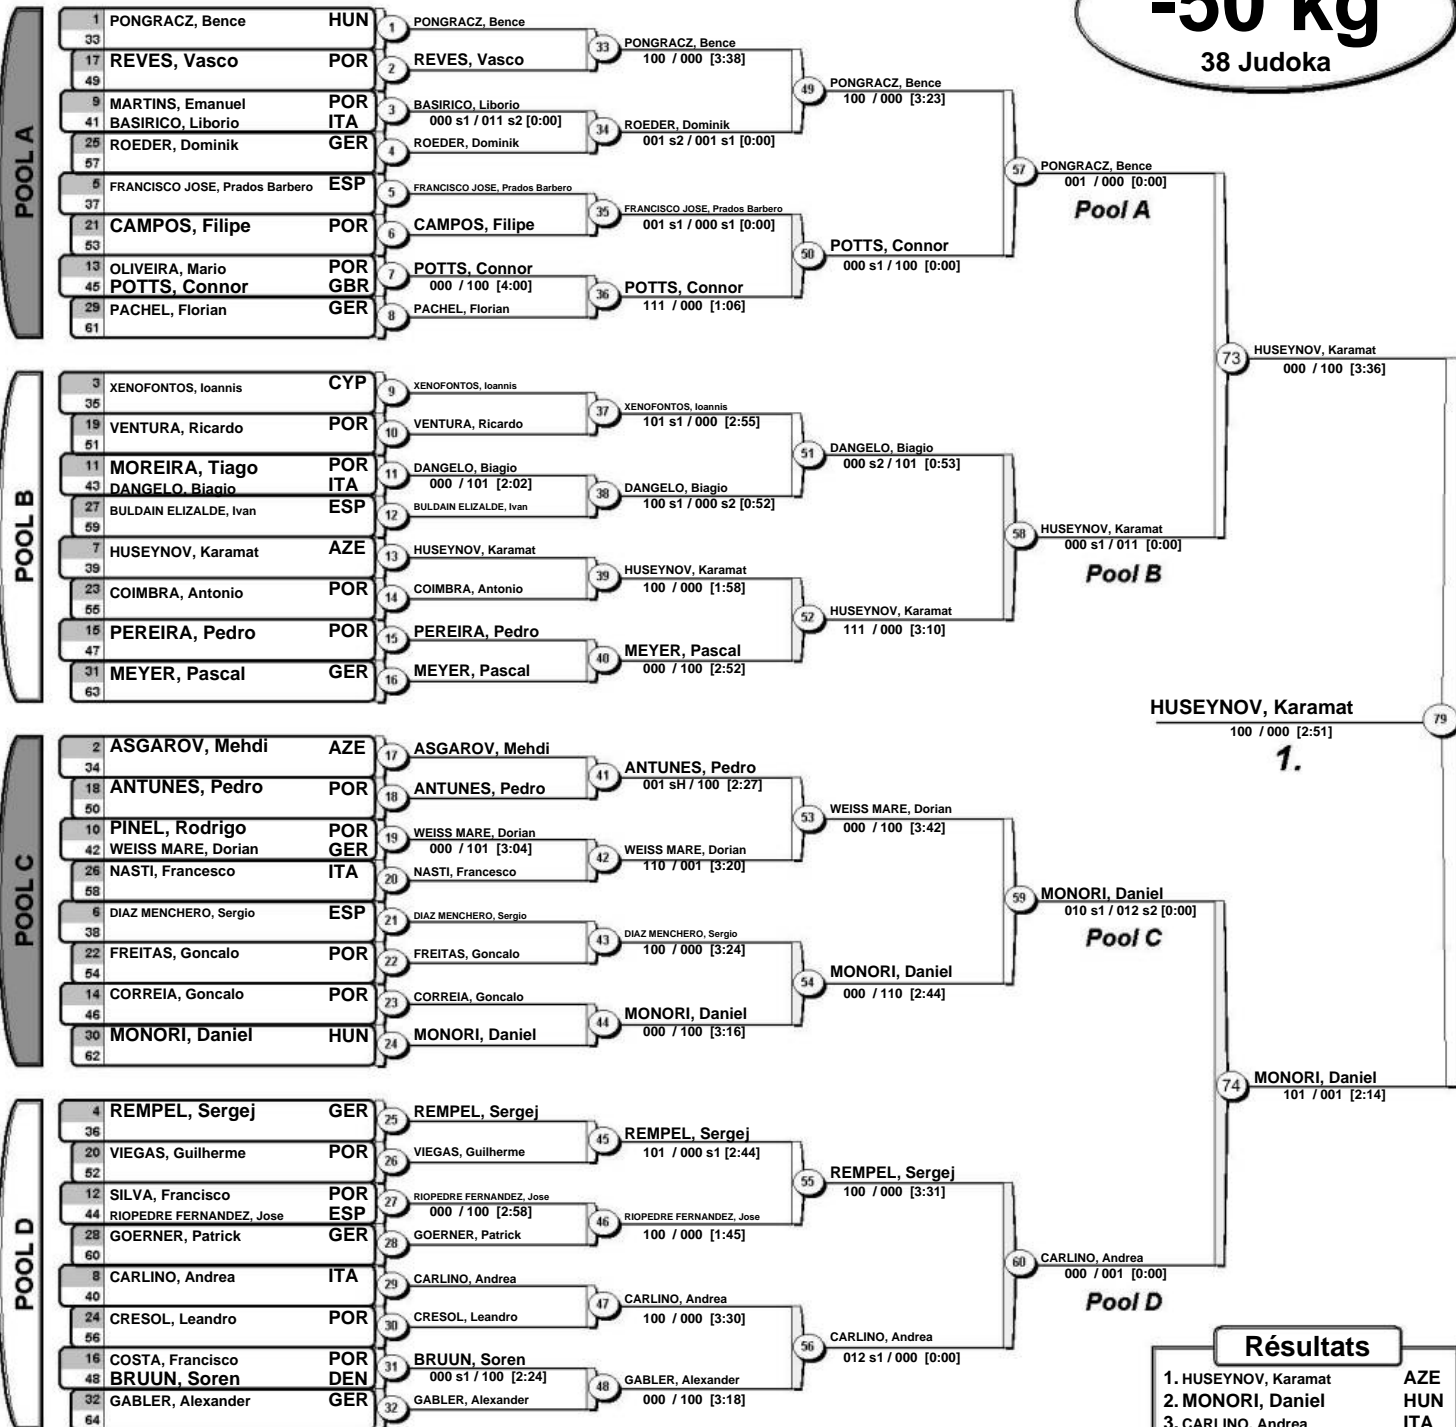 -50 kg
38 Judoka
POOL A
1 PONGRACZ, Bence HUN
33
17 REVES, Vasco POR
49
9 MARTINS, Emanuel POR
41 BASIRICO, Liborio ITA
25 ROEDER, Dominik GER
57
5 FRANCISCO JOSE, Prados Barbero ESP
37
21 CAMPOS, Filipe POR
53
13 OLIVEIRA, Mario POR
45 POTTS, Connor GBR
29 PACHEL, Florian GER
61
1 PONGRACZ, Bence
2 REVES, Vasco
3 BASIRICO, Liborio
000 s1 / 011 s2 [0:00]
4 ROEDER, Dominik
5 FRANCISCO JOSE, Prados Barbero
6 CAMPOS, Filipe
7 POTTS, Connor
000 / 100 [4:00]
8 PACHEL, Florian
33 PONGRACZ, Bence
100 / 000 [3:38]
34 ROEDER, Dominik
001 s2 / 001 s1 [0:00]
35 FRANCISCO JOSE, Prados Barbero
001 s1 / 000 s1 [0:00]
36 POTTS, Connor
111 / 000 [1:06]
49 PONGRACZ, Bence
100 / 000 [3:23]
50 POTTS, Connor
000 s1 / 100 [0:00]
57 PONGRACZ, Bence
001 / 000 [0:00]
Pool A
POOL B
3 XENOFONTOS, Ioannis CYP
35
19 VENTURA, Ricardo POR
51
11 MOREIRA, Tiago POR
43 DANGELO, Biagio ITA
27 BULDAIN ELIZALDE, Ivan ESP
59
7 HUSEYNOV, Karamat AZE
39
23 COIMBRA, Antonio POR
55
15 PEREIRA, Pedro POR
47
31 MEYER, Pascal GER
63
9 XENOFONTOS, Ioannis
10 VENTURA, Ricardo
11 DANGELO, Biagio
000 / 101 [2:02]
12 BULDAIN ELIZALDE, Ivan
13 HUSEYNOV, Karamat
14 COIMBRA, Antonio
15 PEREIRA, Pedro
16 MEYER, Pascal
37 XENOFONTOS, Ioannis
101 s1 / 000 [2:55]
38 DANGELO, Biagio
100 s1 / 000 s2 [0:52]
39 HUSEYNOV, Karamat
100 / 000 [1:58]
40 MEYER, Pascal
000 / 100 [2:52]
51 DANGELO, Biagio
000 s2 / 101 [0:53]
52 HUSEYNOV, Karamat
111 / 000 [3:10]
58 HUSEYNOV, Karamat
000 s1 / 011 [0:00]
Pool B
73 HUSEYNOV, Karamat
000 / 100 [3:36]
HUSEYNOV, Karamat 79
100 / 000 [2:51]
1.
POOL C
2 ASGAROV, Mehdi AZE
34
18 ANTUNES, Pedro POR
50
10 PINEL, Rodrigo POR
42 WEISS MARE, Dorian GER
26 NASTI, Francesco ITA
58
6 DIAZ MENCHERO, Sergio ESP
38
22 FREITAS, Goncalo POR
54
14 CORREIA, Goncalo POR
46
30 MONORI, Daniel HUN
62
17 ASGAROV, Mehdi
18 ANTUNES, Pedro
19 WEISS MARE, Dorian
000 / 101 [3:04]
20 NASTI, Francesco
21 DIAZ MENCHERO, Sergio
22 FREITAS, Goncalo
23 CORREIA, Goncalo
24 MONORI, Daniel
41 ANTUNES, Pedro
001 sH / 100 [2:27]
42 WEISS MARE, Dorian
110 / 001 [3:20]
43 DIAZ MENCHERO, Sergio
100 / 000 [3:24]
44 MONORI, Daniel
000 / 100 [3:16]
53 WEISS MARE, Dorian
000 / 100 [3:42]
54 MONORI, Daniel
000 / 110 [2:44]
59 MONORI, Daniel
010 s1 / 012 s2 [0:00]
Pool C
POOL D
4 REMPEL, Sergej GER
36
20 VIEGAS, Guilherme POR
52
12 SILVA, Francisco POR
44 RIOPEDRE FERNANDEZ, Jose ESP
28 GOERNER, Patrick GER
60
8 CARLINO, Andrea ITA
40
24 CRESOL, Leandro POR
56
16 COSTA, Francisco POR
48 BRUUN, Soren DEN
32 GABLER, Alexander GER
64
25 REMPEL, Sergej
26 VIEGAS, Guilherme
27 RIOPEDRE FERNANDEZ, Jose
000 / 100 [2:58]
28 GOERNER, Patrick
29 CARLINO, Andrea
30 CRESOL, Leandro
31 BRUUN, Soren
000 s1 / 100 [2:24]
32 GABLER, Alexander
45 REMPEL, Sergej
101 / 000 s1 [2:44]
46 RIOPEDRE FERNANDEZ, Jose
100 / 000 [1:45]
47 CARLINO, Andrea
100 / 000 [3:30]
48 GABLER, Alexander
000 / 100 [3:18]
55 REMPEL, Sergej
100 / 000 [3:31]
56 CARLINO, Andrea
012 s1 / 000 [0:00]
60 CARLINO, Andrea
000 / 001 [0:00]
Pool D
74 MONORI, Daniel
101 / 001 [2:14]
Résultats
1. HUSEYNOV, Karamat AZE
2. MONORI, Daniel HUN
3. CARLINO, Andrea ITA